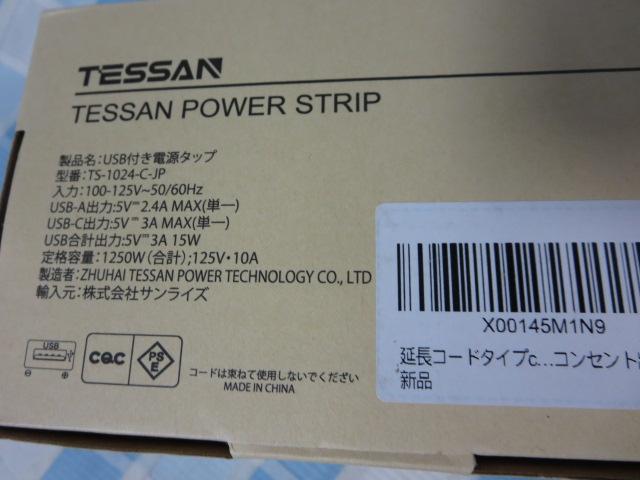 TESSAN
TESSAN POWER STRIP
製品名:USB付き電源タップ
型番:TS-1024-C-JP
入力:100-125V~50/60Hz
USB-A出力:5V⎓2.4A MAX(単一)
USB-C出力:5V⎓3A MAX(単一)
USB合計出力:5V⎓3A 15W
定格容量:1250W(合計);125V・10A
製造者:ZHUHAI TESSAN POWER TECHNOLOGY CO., LTD
輸入元:株式会社サンライズ
X00145M1N9
延長コードタイプc...コンセント
新品
USB
CQC
PSE
コードは束ねて使用しないでください
MADE IN CHINA